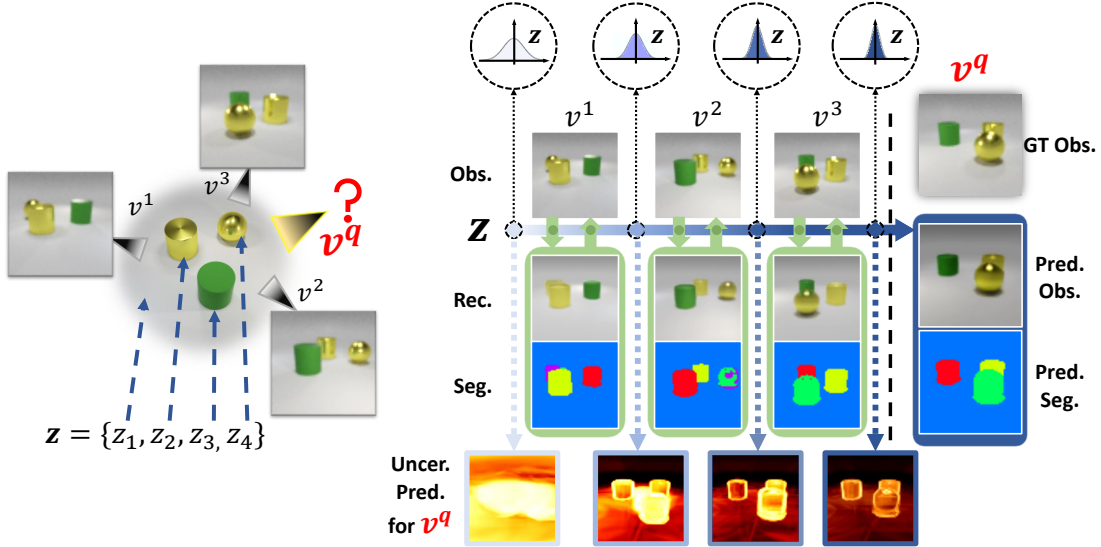 z z z z
v^q
v^1 v^2 v^3
GT Obs.
Obs.
v^3
v^1
?
v^q
z
v^2
Rec.
Pred.
Obs.
Seg.
Pred.
Seg.
z = {z_1, z_2, z_3, z_4}
Uncer.
Pred.
for v^q